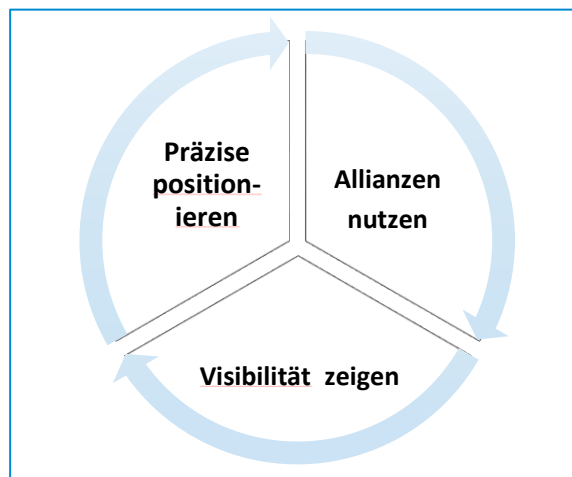 Präzise
position-
ieren
Allianzen
nutzen
Visibilität zeigen